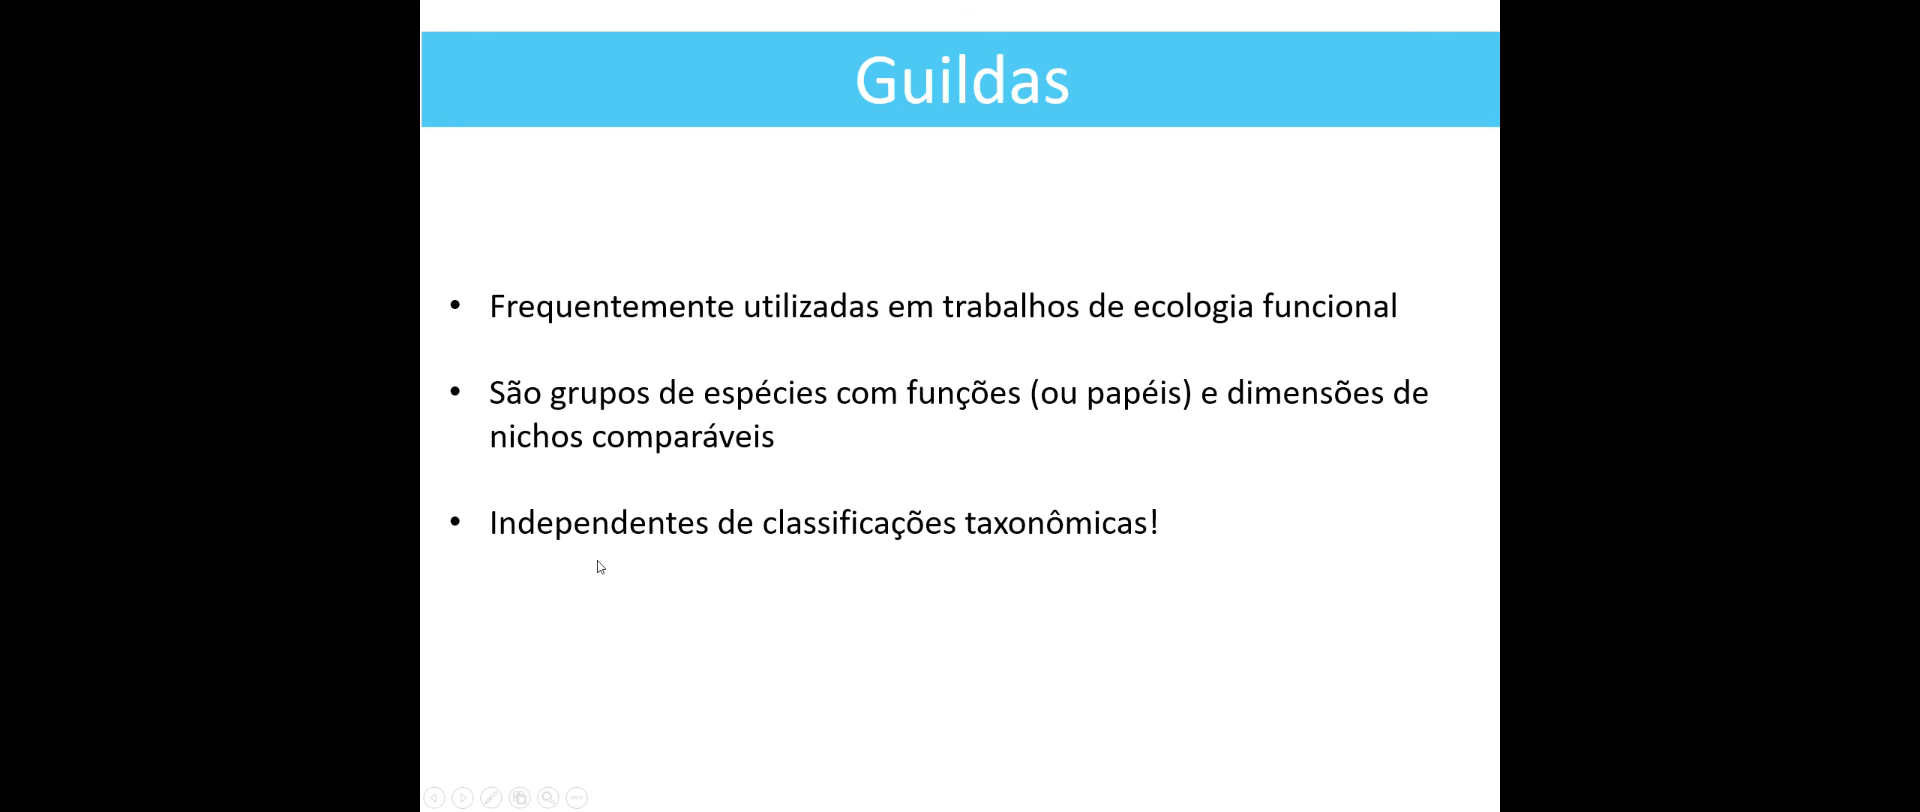 Guildas
• Frequentemente utilizadas em trabalhos de ecologia funcional
• São grupos de espécies com funções (ou papéis) e dimensões de
nichos comparáveis
• Independentes de classificações taxonômicas!